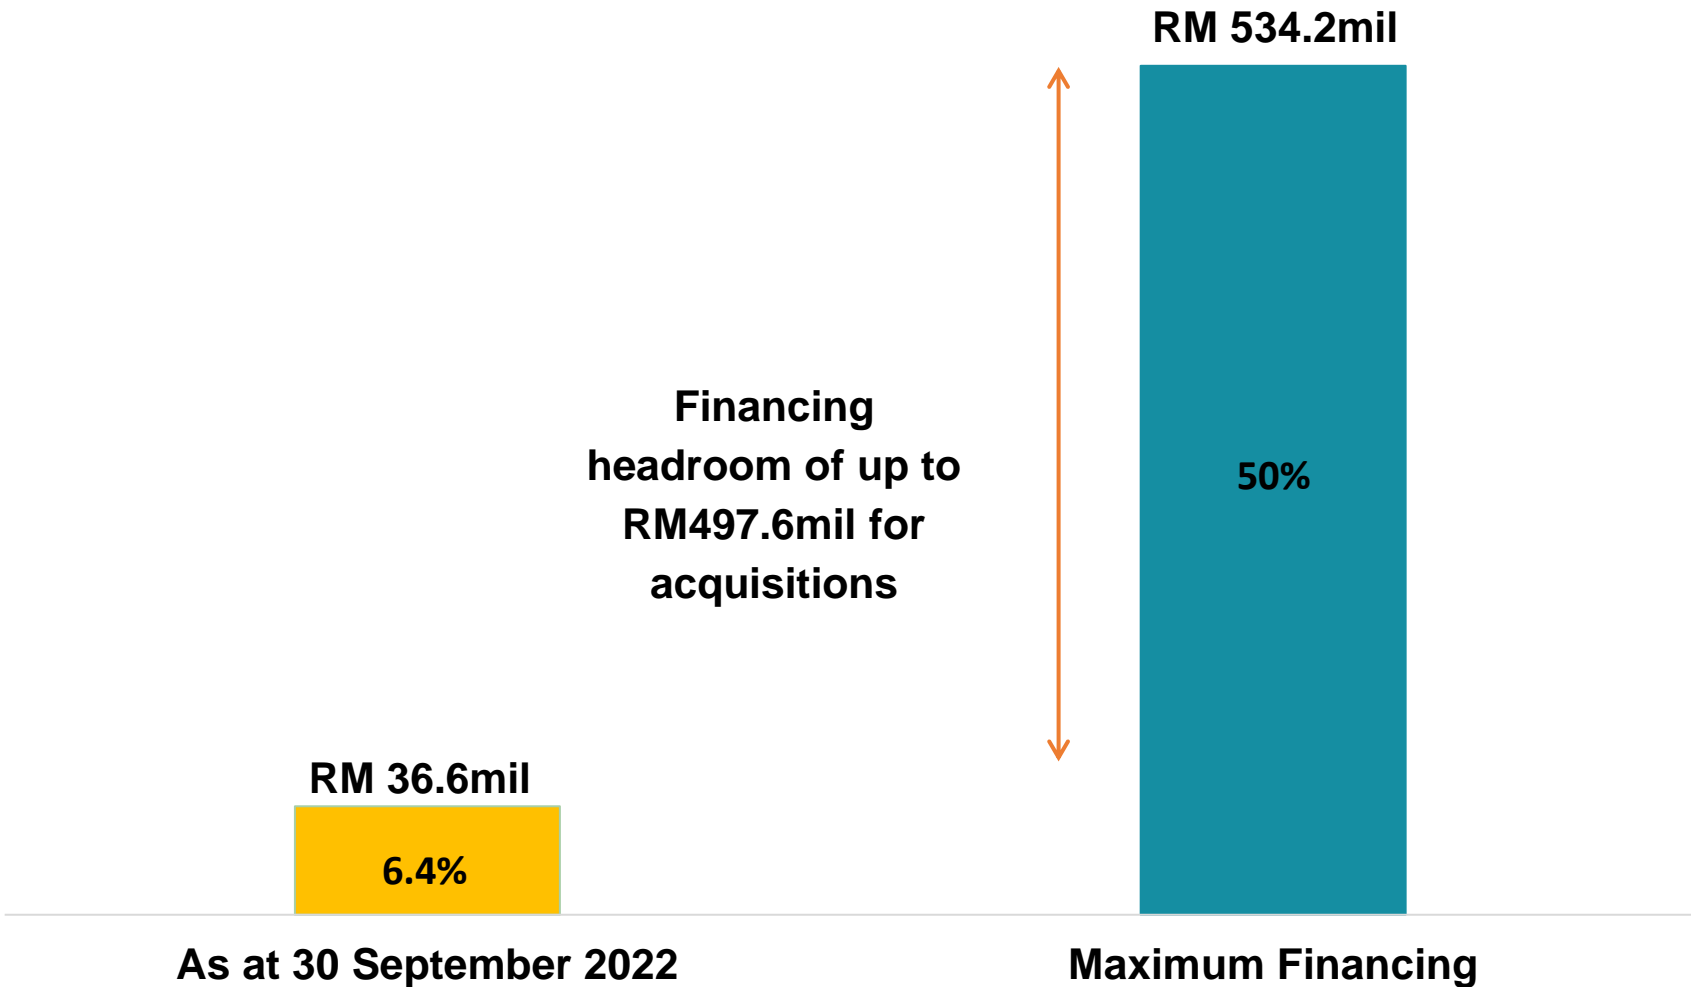 RM 534.2mil
Financing
headroom of up to
RM497.6mil for
acquisitions
50%
RM 36.6mil
6.4%
As at 30 September 2022
Maximum Financing